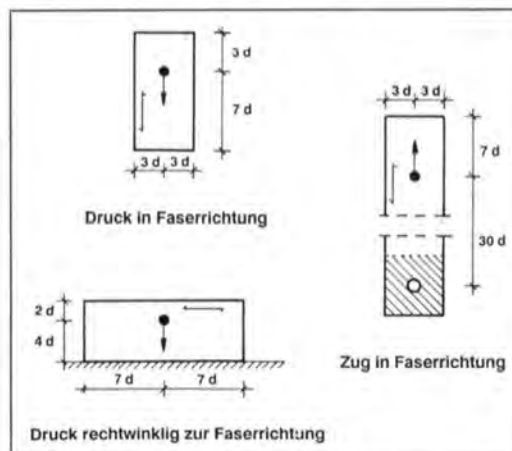 3 d
7 d
3 d 3 d
Druck in Faserrichtung
2 d
4 d
7 d 7 d
Druck rechtwinklig zur Faserrichtung
3 d 3 d
7 d
30 d
Zug in Faserrichtung